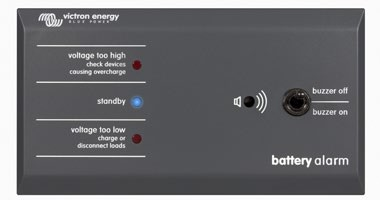 victron energy
BLUE POWER
voltage too high
check devices
causing overcharge
standby
voltage too low
charge or
disconnect loads
buzzer off
buzzer on
battery alarm